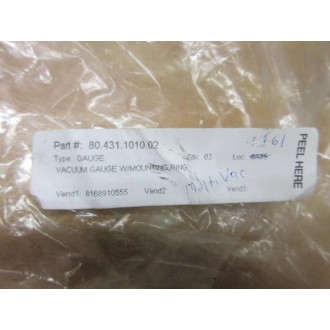 Part #: 80.431.1010.02
Type: GAUGE 02 Loc:
VACUUM GAUGE W/MOUNTING RING
Vend1: 8168910555 Vend2: Vend3:
Multi Vac
PEEL HERE